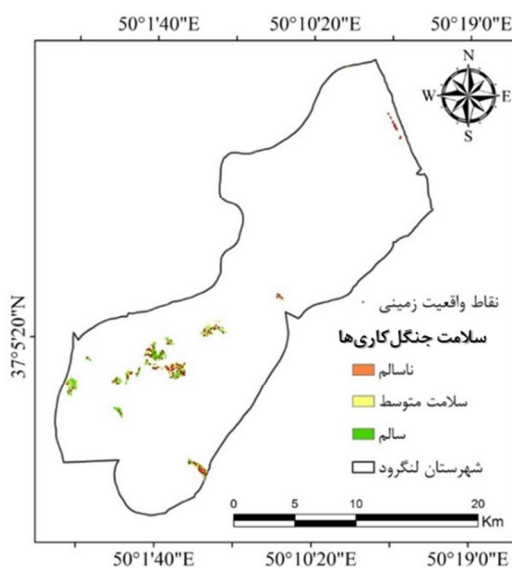 50°1'40"E 50°10'20"E 50°19'0"E
N
W E
S
37°5'20"N
نقاط واقعیت زمینی
سلامت جنگل‌کاری‌ها
ناسالم
سلامت متوسط
سالم
شهرستان لنگرود
0 5 10 20
Km
50°1'40"E 50°10'20"E 50°19'0"E